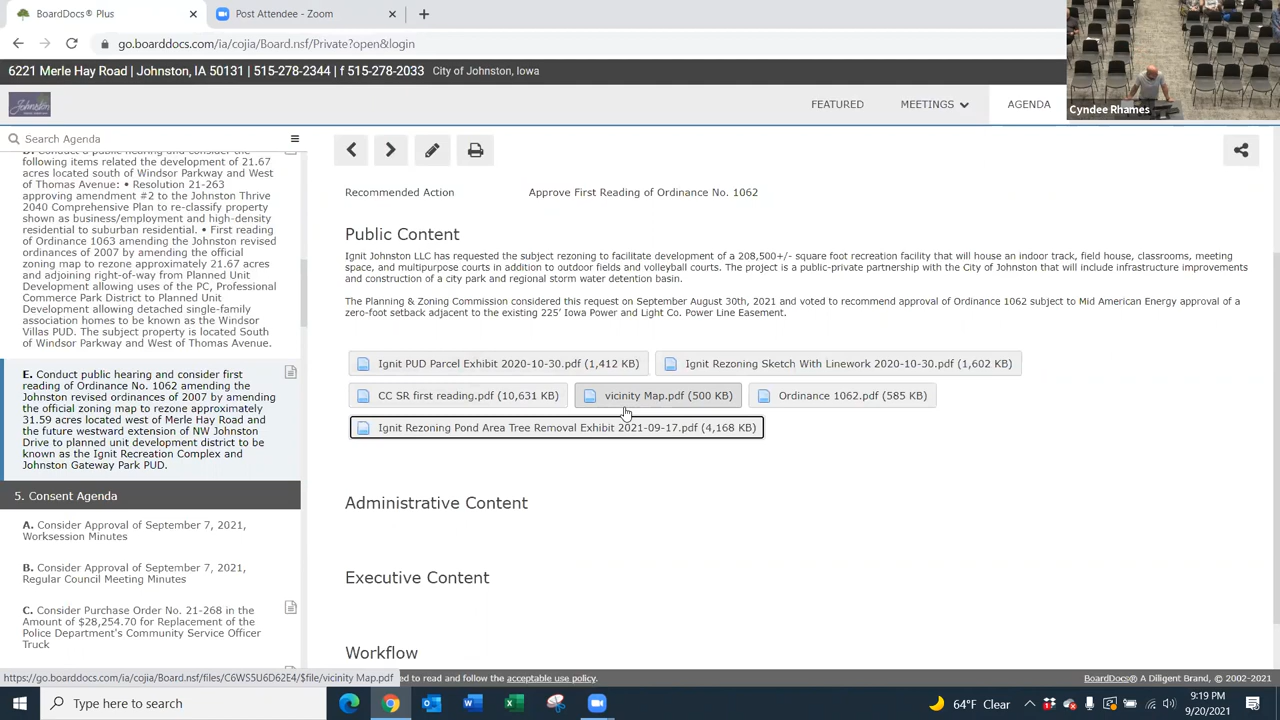 BoardDocs® Plus
Post Attendee - Zoom
go.boarddocs.com/ia/cojia/Board.nsf/Private?open&login
6221 Merle Hay Road | Johnston, IA 50131 | 515-278-2344 | f 515-278-2033 City of Johnston, Iowa
Cyndee Rhames
Johnston
FEATURED
MEETINGS
AGENDA
Search Agenda
following items related the development of 21.67
acres located south of Windsor Parkway and West
of Thomas Avenue: • Resolution 21-263
approving amendment #2 to the Johnston Thrive
2040 Comprehensive Plan to re-classify property
shown as business/employment and high-density
residential to suburban residential. • First reading
of Ordinance 1063 amending the Johnston revised
ordinances of 2007 by amending the official
zoning map to rezone approximately 21.67 acres
and adjoining right-of-way from Planned Unit
Development allowing uses of the PC, Professional
Commerce Park District to Planned Unit
Development allowing detached single-family
association homes to be known as the Windsor
Villas PUD. The subject property is located South
of Windsor Parkway and West of Thomas Avenue.
E. Conduct public hearing and consider first
reading of Ordinance No. 1062 amending the
Johnston revised ordinances of 2007 by amending
the official zoning map to rezone approximately
31.59 acres located west of Merle Hay Road and
the future westward extension of NW Johnston
Drive to planned unit development district to be
known as the Ignit Recreation Complex and
Johnston Gateway Park PUD.
5. Consent Agenda
A. Consider Approval of September 7, 2021,
Worksession Minutes
B. Consider Approval of September 7, 2021,
Regular Council Meeting Minutes
C. Consider Purchase Order No. 21-268 in the
Amount of $28,254.70 for Replacement of the
Police Department's Community Service Officer
Truck
Recommended Action
Approve First Reading of Ordinance No. 1062
Public Content
Ignit Johnston LLC has requested the subject rezoning to facilitate development of a 208,500+/- square foot recreation facility that will house an indoor track, field house, classrooms, meeting
space, and multipurpose courts in addition to outdoor fields and volleyball courts. The project is a public-private partnership with the City of Johnston that will include infrastructure improvements
and construction of a city park and regional storm water detention basin.
The Planning & Zoning Commission considered this request on September August 30th, 2021 and voted to recommend approval of Ordinance 1062 subject to Mid American Energy approval of a
zero-foot setback adjacent to the existing 225' Iowa Power and Light Co. Power Line Easement.
Ignit PUD Parcel Exhibit 2020-10-30.pdf (1,412 KB)
Ignit Rezoning Sketch With Linework 2020-10-30.pdf (1,602 KB)
CC SR first reading.pdf (10,631 KB)
vicinity Map.pdf (500 KB)
Ordinance 1062.pdf (585 KB)
Ignit Rezoning Pond Area Tree Removal Exhibit 2021-09-17.pdf (4,168 KB)
Administrative Content
Executive Content
Workflow
https://go.boarddocs.com/ia/cojia/Board.nsf/files/C6WS5U6D62E4/$file/vicinity Map.pdf
ed to read and follow the acceptable use policy.
BoardDocs® A Diligent Brand, © 2002-2021
Type here to search
64°F Clear
9:19 PM
9/20/2021